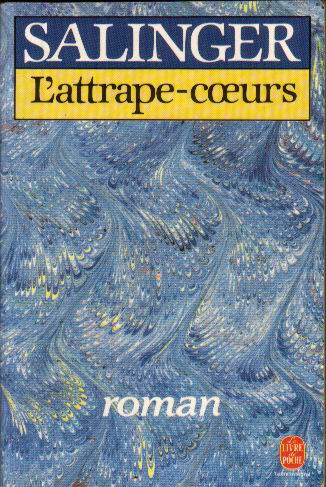 SALINGER
L'attrape-cœurs
roman
LE
LIVRE
de
POCHE